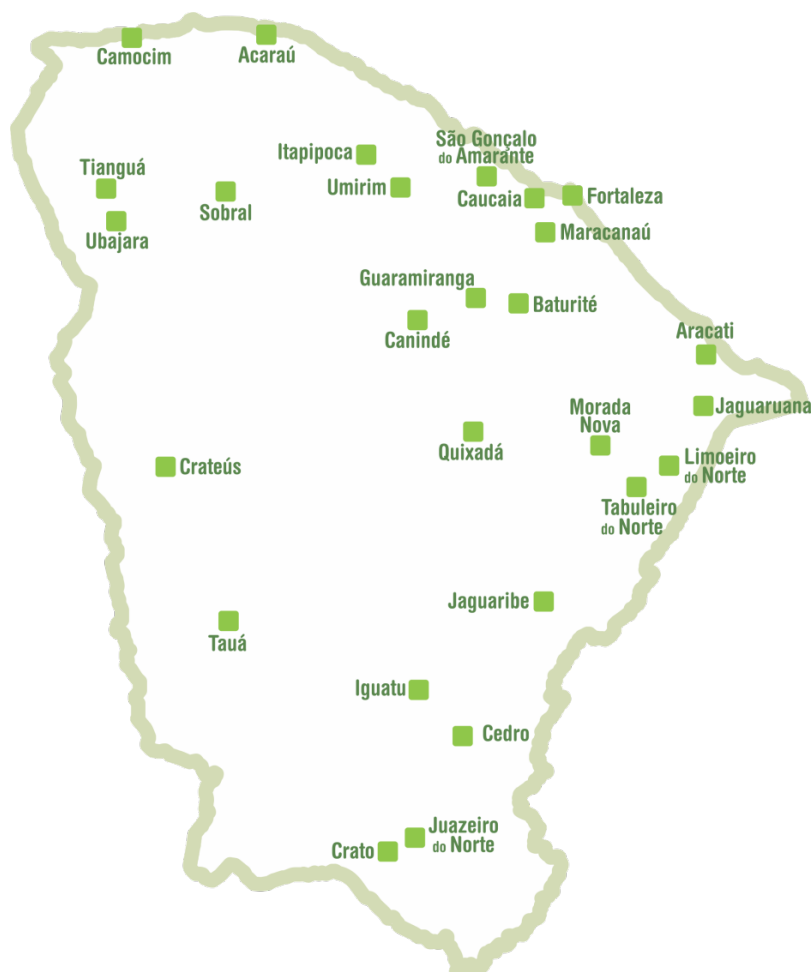 Camocim
Acaraú
São Gonçalo
do Amarante
Itapipoca
Tianguá
Umirim
Sobral
Caucaia
Fortaleza
Ubajara
Maracanaú
Guaramiranga
Baturité
Canindé
Aracati
Morada
Nova
Jaguaruana
Quixadá
Crateús
Limoeiro
do Norte
Tabuleiro
do Norte
Jaguaribe
Tauá
Iguatu
Cedro
Juazeiro
do Norte
Crato